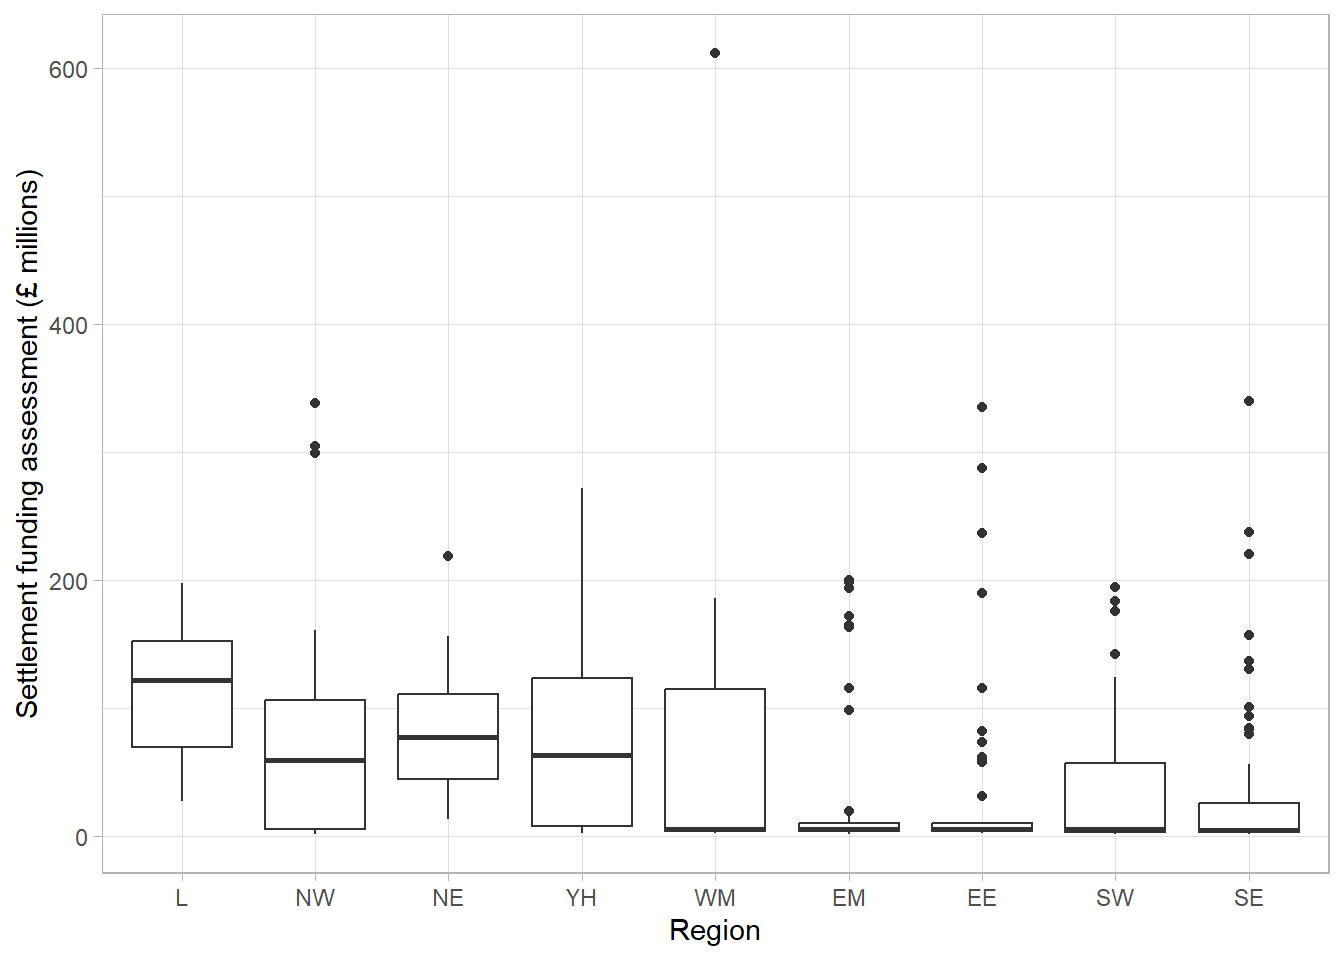 Settlement funding assessment (£ millions)
600
400
200
0
L NW NE YH WM EM EE SW SE
Region